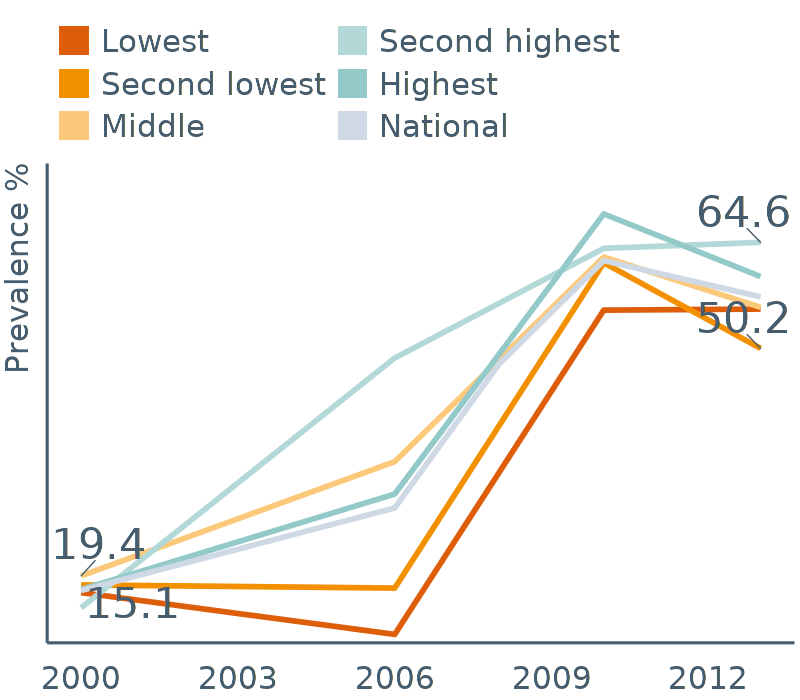 Lowest
Second lowest
Middle
Second highest
Highest
National
Prevalence %
64.6
50.2
19.4
15.1
2000 2003 2006 2009 2012